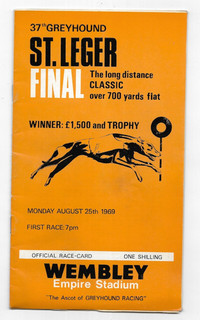 37TH GREYHOUND
ST. LEGER
FINAL
The long distance
CLASSIC
over 700 yards flat
WINNER: £1,500 and TROPHY
MONDAY AUGUST 25th 1969
FIRST RACE: 7pm
OFFICIAL RACE-CARD
ONE SHILLING
WEMBLEY
Empire Stadium
"The Ascot of GREYHOUND RACING"